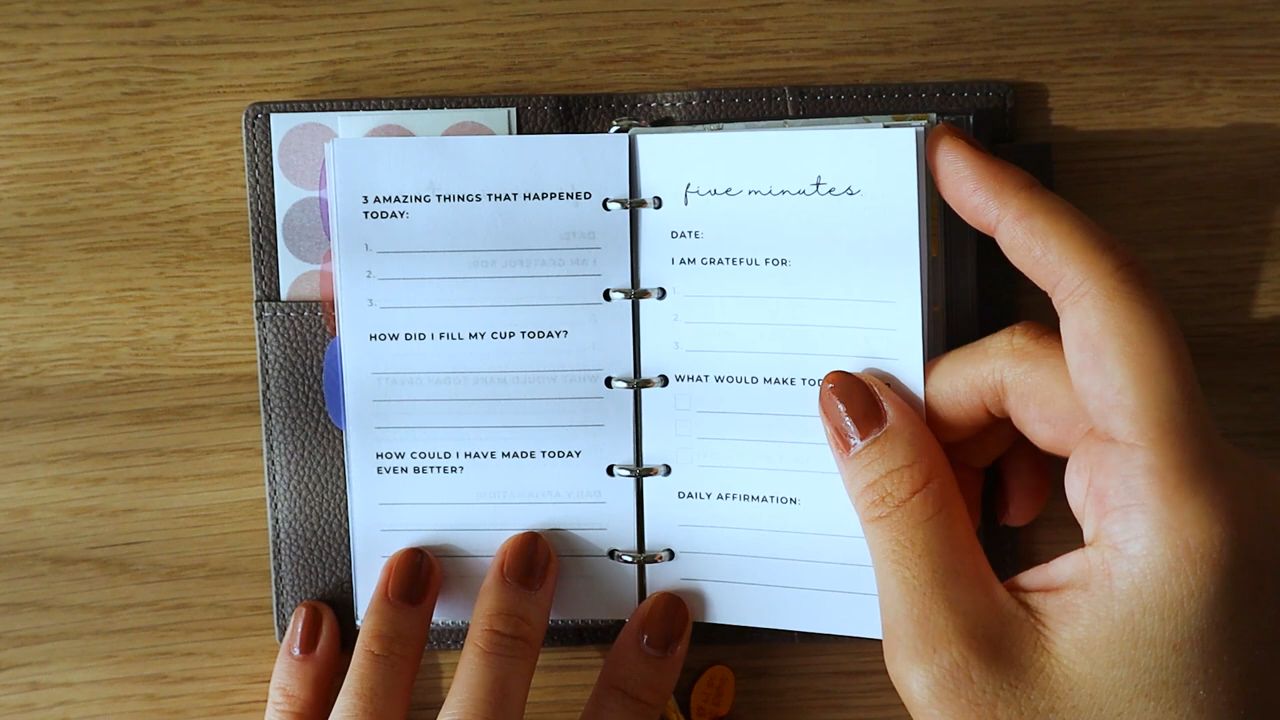 3 AMAZING THINGS THAT HAPPENED
TODAY:
1.
2.
3.
HOW DID I FILL MY CUP TODAY?
HOW COULD I HAVE MADE TODAY
EVEN BETTER?
five minutes.
DATE:
I AM GRATEFUL FOR:
1.
2.
3.
WHAT WOULD MAKE
DAILY AFFIRMATION: